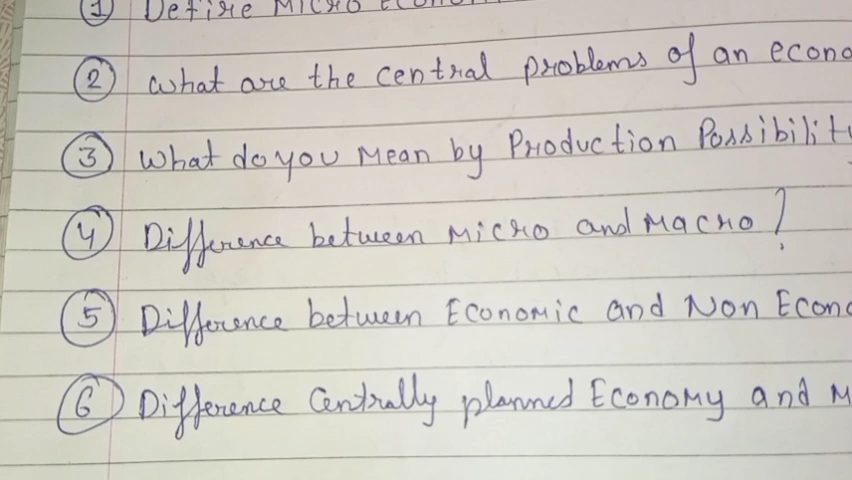 ① Define Micro Econom
② What are the central problems of an econo
③ What do you Mean by Production Possibilit
④ Difference between Micro and Macro?
⑤ Difference between Economic and Non Econo
⑥ Difference Centrally planned Economy and M